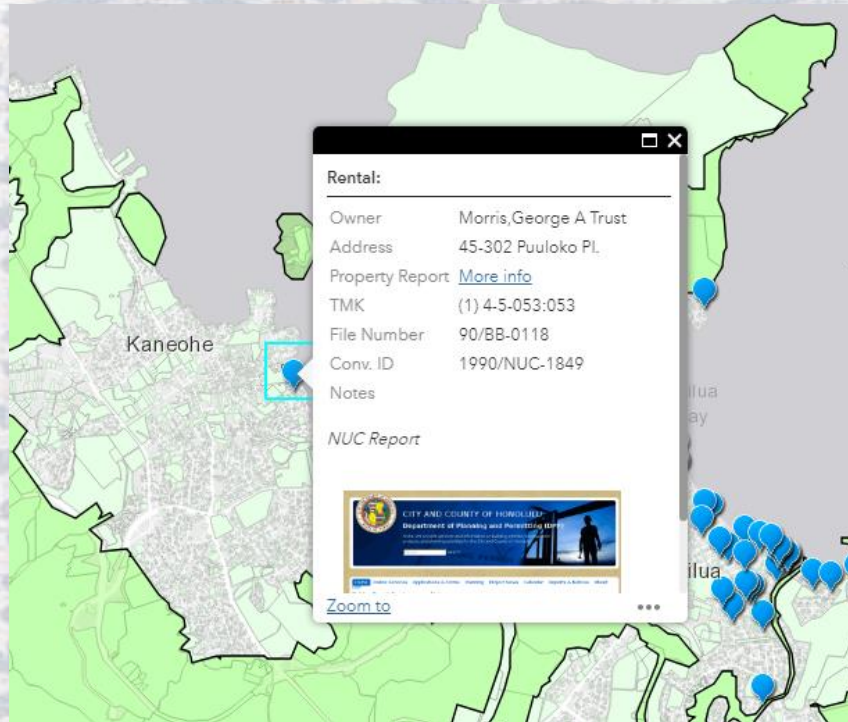 Kaneohe
Rental:
Owner Morris,George A Trust
Address 45-302 Puuloko Pl.
Property Report More info
TMK (1) 4-5-053:053
File Number 90/BB-0118
Conv. ID 1990/NUC-1849
Notes
NUC Report
CITY AND COUNTY OF HONOLULU
Department of Planning and Permitting (DPP)
Zoom to
ilua
ay
ilua